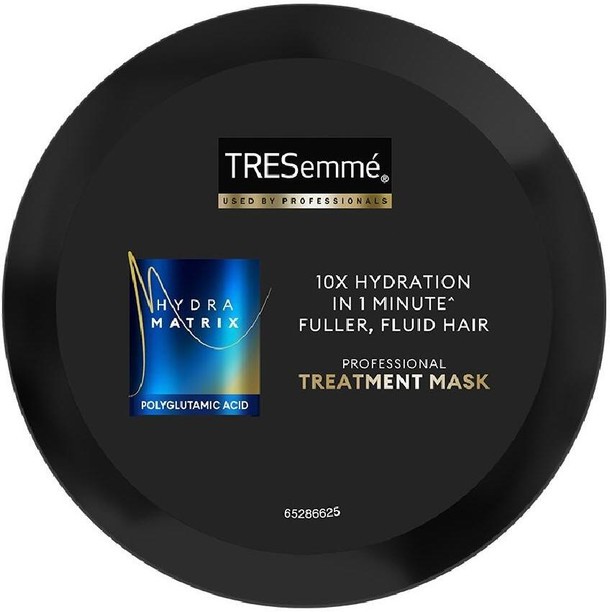 TRESemmé®
USED BY PROFESSIONALS
HYDRA
MATRIX
POLYGLUTAMIC ACID
10X HYDRATION
IN 1 MINUTE^
FULLER, FLUID HAIR
PROFESSIONAL
TREATMENT MASK
65286625